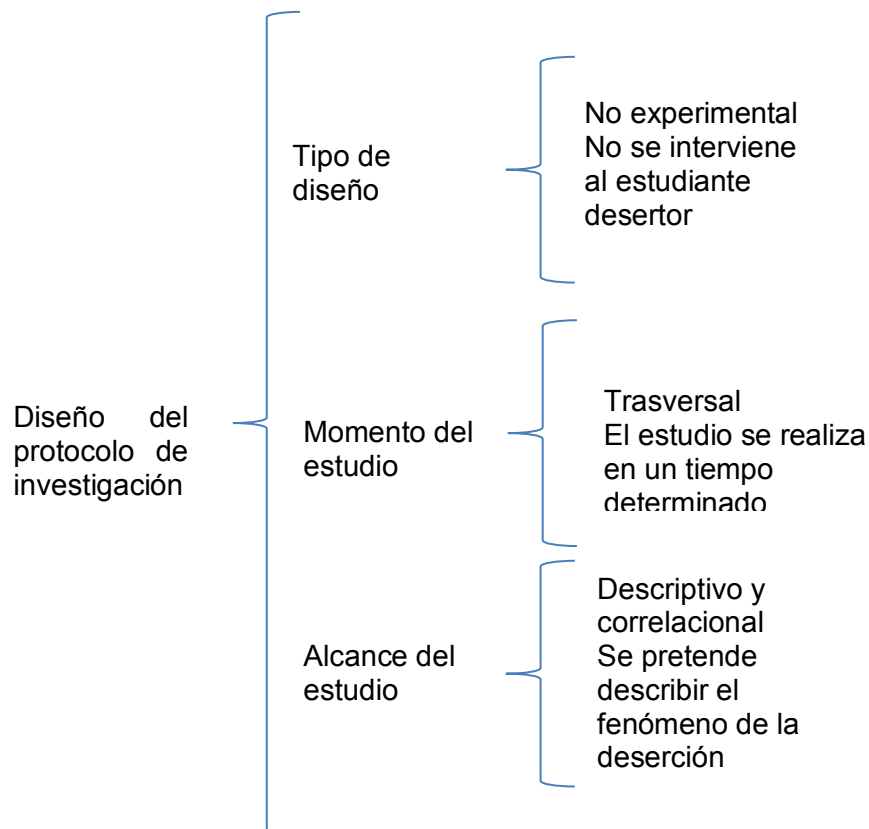 Diseño del
protocolo de
investigación
Tipo de
diseño
No experimental
No se interviene
al estudiante
desertor
Momento del
estudio
Trasversal
El estudio se realiza
en un tiempo
determinado
Alcance del
estudio
Descriptivo y
correlacional
Se pretende
describir el
fenómeno de la
deserción